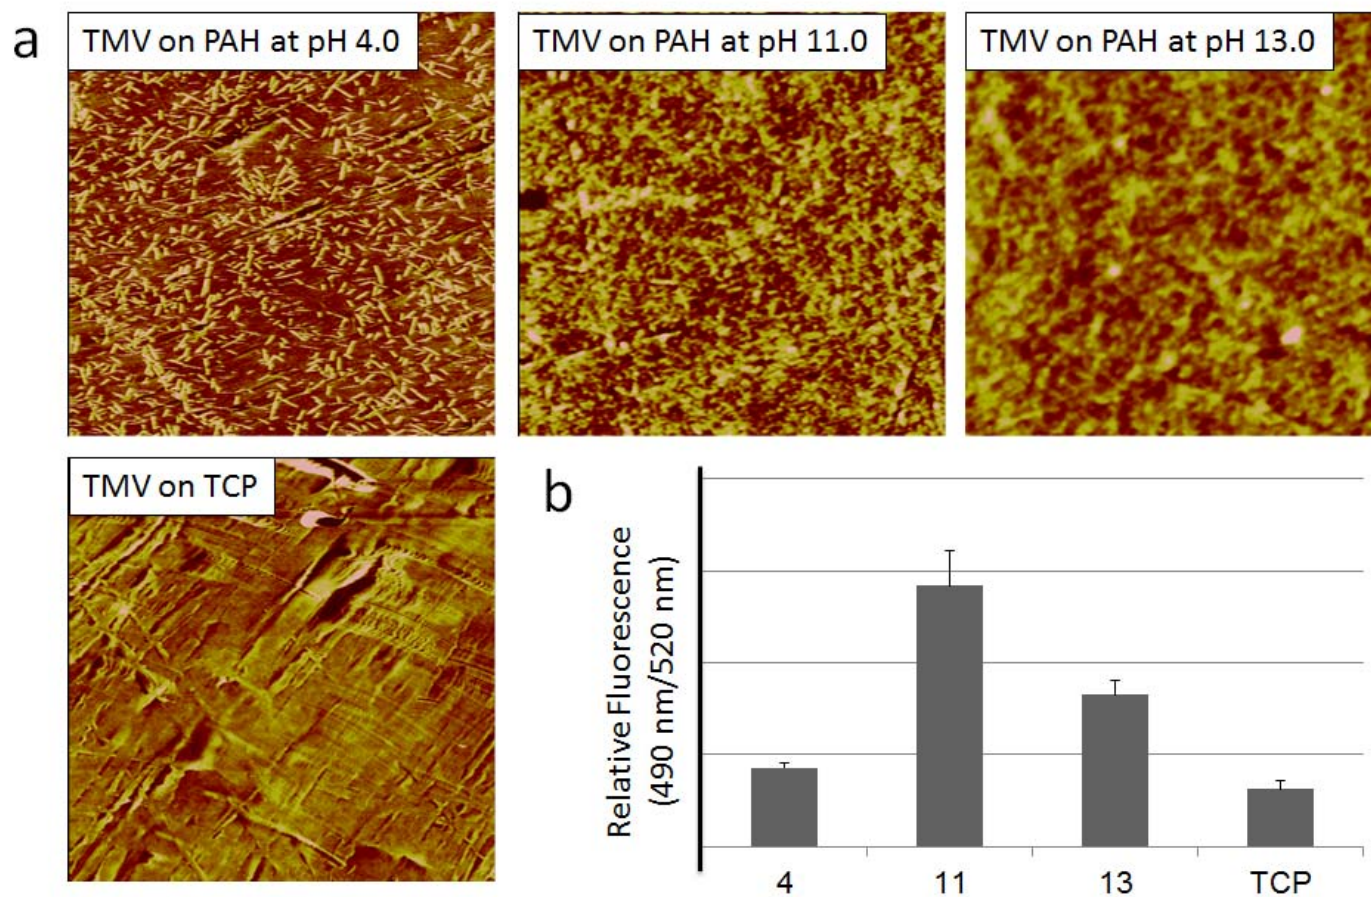 a
TMV on PAH at pH 4.0
TMV on PAH at pH 11.0
TMV on PAH at pH 13.0
TMV on TCP
b
Relative Fluorescence
(490 nm/520 nm)
4
11
13
TCP